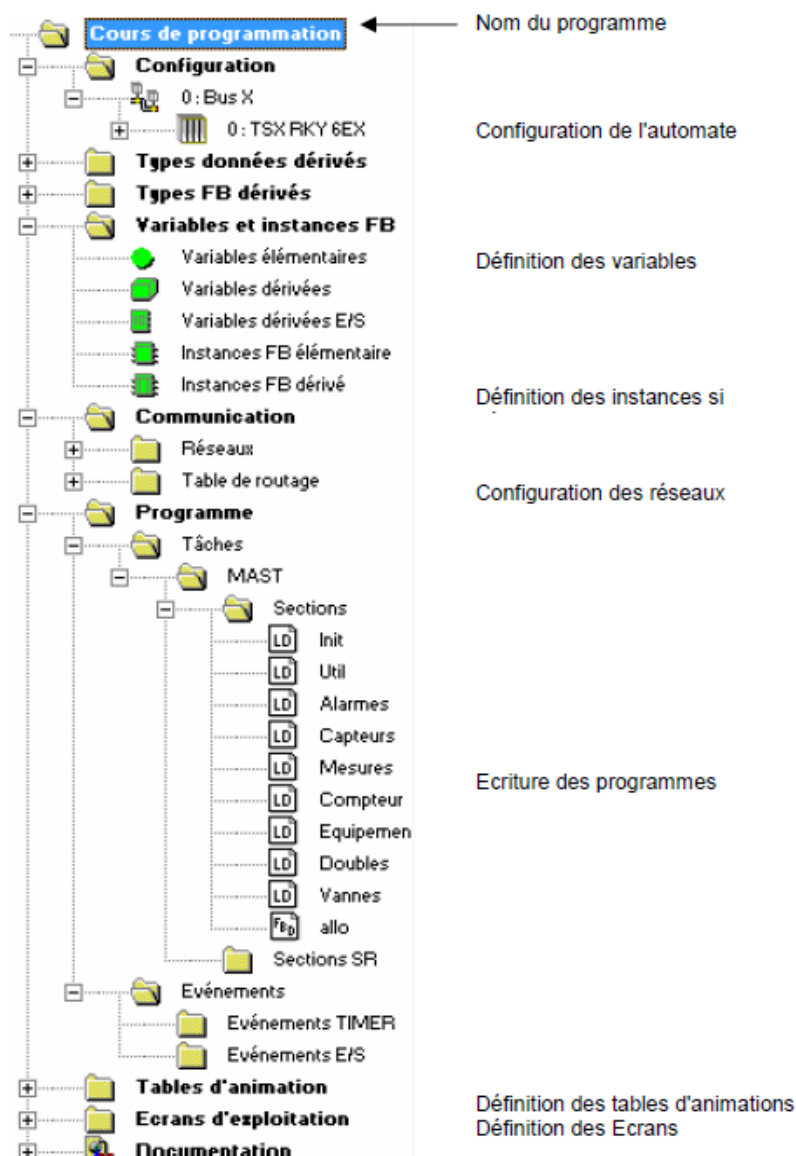 Cours de programmation
Nom du programme
Configuration
0 : Bus X
0 : TSX RKY 6EX
Configuration de l'automate
Types données dérivés
Types FB dérivés
Variables et instances FB
Variables élémentaires
Définition des variables
Variables dérivées
Variables dérivées E/S
Instances FB élémentaire
Instances FB dérivé
Définition des instances si
Communication
Réseaux
Table de routage
Configuration des réseaux
Programme
Tâches
MAST
Sections
LD Init
LD Util
LD Alarmes
LD Capteurs
LD Mesures
Ecriture des programmes
LD Compteur
LD Equipemen
LD Doubles
LD Vannes
FBD allo
Sections SR
Evénements
Evénements TIMER
Evénements E/S
Tables d'animation
Définition des tables d'animations
Ecrans d'exploitation
Définition des Ecrans
Documentation